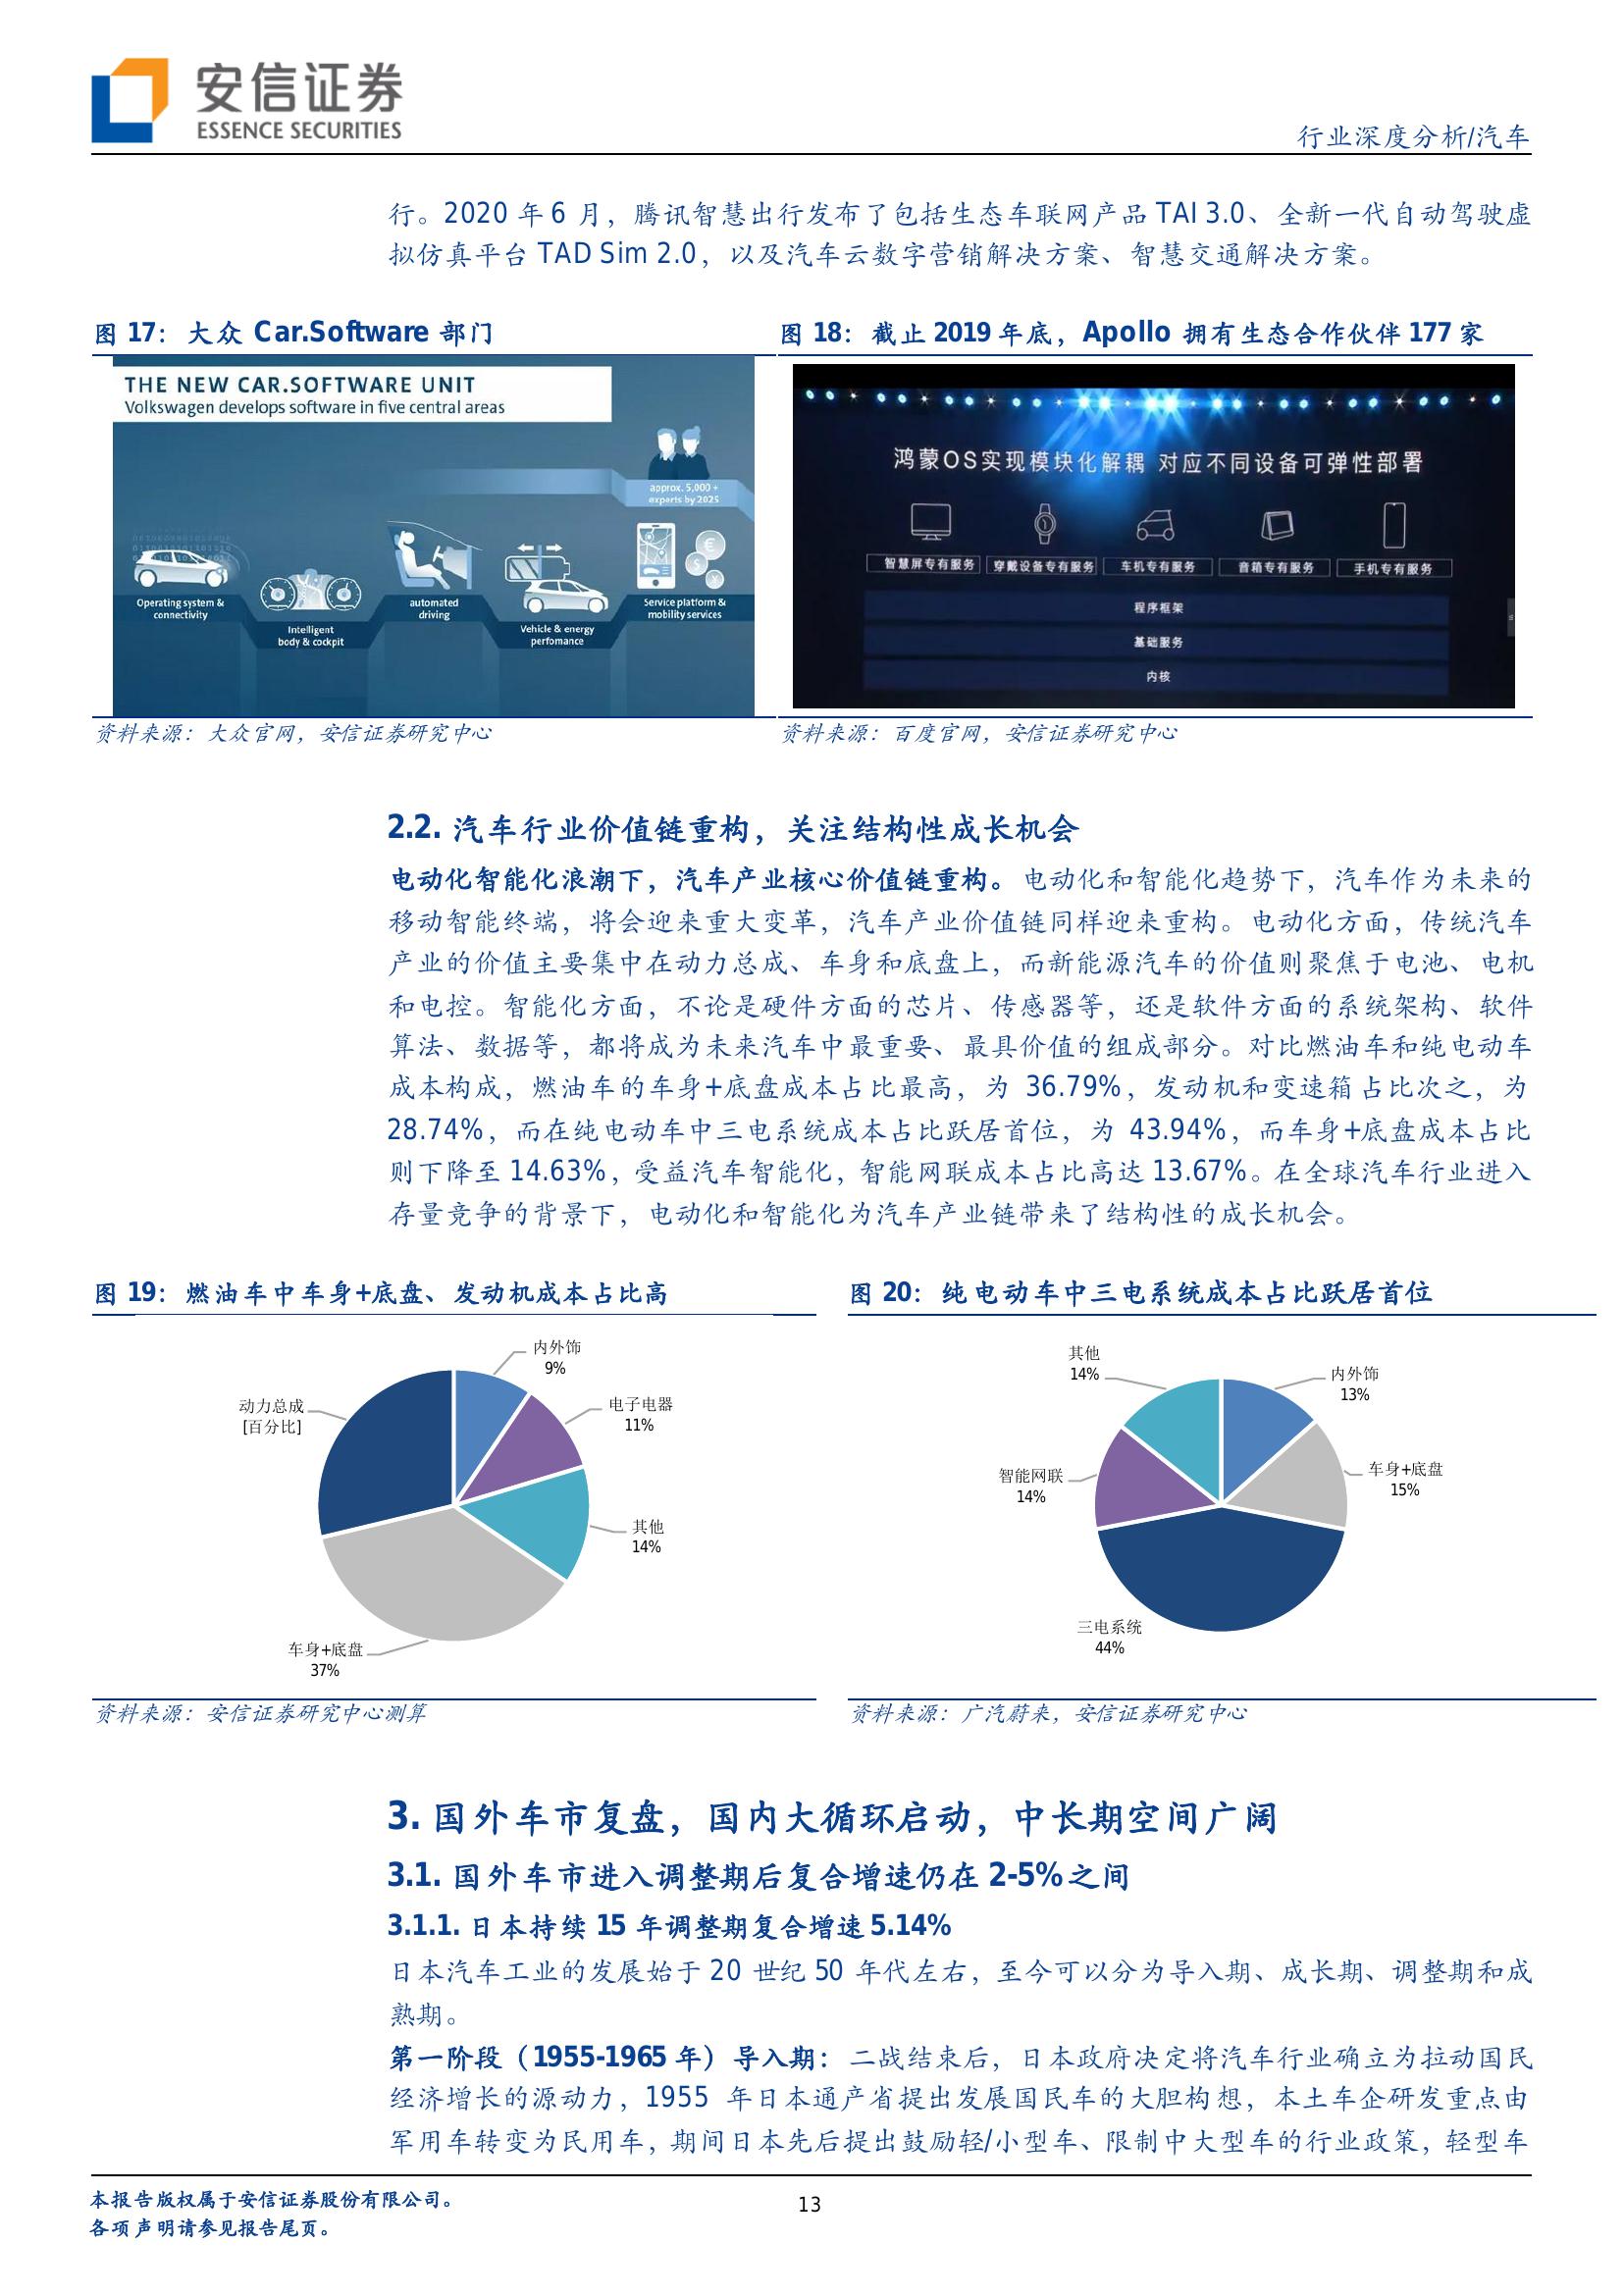 安信证券
ESSENCE SECURITIES
行业深度分析/汽车
行。2020 年 6 月，腾讯智慧出行发布了包括生态车联网产品 TAI 3.0、全新一代自动驾驶虚
拟仿真平台 TAD Sim 2.0，以及汽车云数字营销解决方案、智慧交通解决方案。
图 17：大众 Car.Software 部门
THE NEW CAR.SOFTWARE UNIT
Volkswagen develops software in five central areas
approx. 5,000 +
experts by 2025
Operating system &
connectivity
Intelligent
body & cockpit
automated
driving
Vehicle & energy
perfomance
Service platform &
mobility services
资料来源：大众官网，安信证券研究中心
图 18：截止 2019 年底，Apollo 拥有生态合作伙伴 177 家
鸿蒙OS实现模块化解耦 对应不同设备可弹性部署
智慧屏专有服务 穿戴设备专有服务 车机专有服务 音箱专有服务 手机专有服务
程序框架
基础服务
内核
资料来源：百度官网，安信证券研究中心
2.2. 汽车行业价值链重构，关注结构性成长机会
电动化智能化浪潮下，汽车产业核心价值链重构。电动化和智能化趋势下，汽车作为未来的
移动智能终端，将会迎来重大变革，汽车产业价值链同样迎来重构。电动化方面，传统汽车
产业的价值主要集中在动力总成、车身和底盘上，而新能源汽车的价值则聚焦于电池、电机
和电控。智能化方面，不论是硬件方面的芯片、传感器等，还是软件方面的系统架构、软件
算法、数据等，都将成为未来汽车中最重要、最具价值的组成部分。对比燃油车和纯电动车
成本构成，燃油车的车身+底盘成本占比最高，为 36.79%，发动机和变速箱占比次之，为
28.74%，而在纯电动车中三电系统成本占比跃居首位，为 43.94%，而车身+底盘成本占比
则下降至 14.63%，受益汽车智能化，智能网联成本占比高达 13.67%。在全球汽车行业进入
存量竞争的背景下，电动化和智能化为汽车产业链带来了结构性的成长机会。
图 19：燃油车中车身+底盘、发动机成本占比高
内外饰
9%
电子电器
11%
其他
14%
车身+底盘
37%
动力总成
[百分比]
资料来源：安信证券研究中心测算
图 20：纯电动车中三电系统成本占比跃居首位
其他
14%
内外饰
13%
车身+底盘
15%
智能网联
14%
三电系统
44%
资料来源：广汽蔚来，安信证券研究中心
3. 国外车市复盘，国内大循环启动，中长期空间广阔
3.1. 国外车市进入调整期后复合增速仍在 2-5%之间
3.1.1. 日本持续 15 年调整期复合增速 5.14%
日本汽车工业的发展始于 20 世纪 50 年代左右，至今可以分为导入期、成长期、调整期和成
熟期。
第一阶段（1955-1965 年）导入期：二战结束后，日本政府决定将汽车行业确立为拉动国民
经济增长的源动力，1955 年日本通产省提出发展国民车的大胆构想，本土车企研发重点由
军用车转变为民用车，期间日本先后提出鼓励轻/小型车、限制中大型车的行业政策，轻型车
本报告版权属于安信证券股份有限公司。
各项声明请参见报告尾页。
13